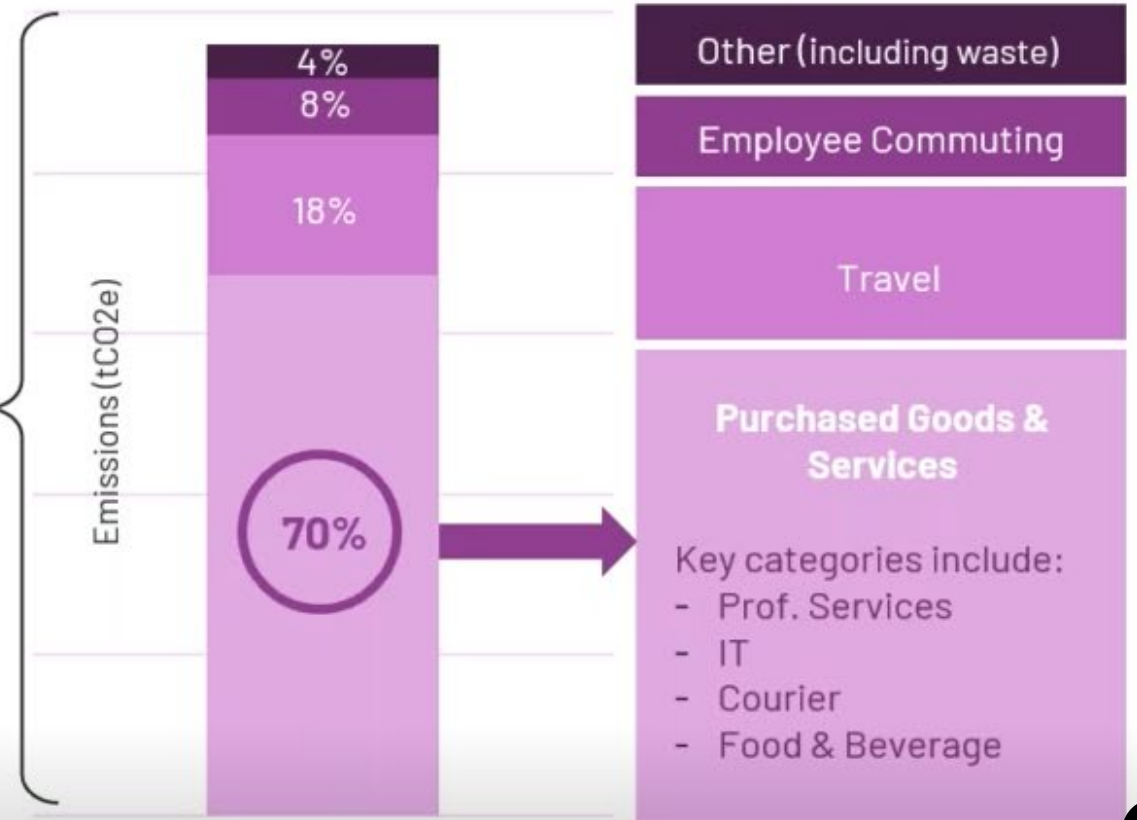 Emissions (tCO2e)
4%
8%
18%
70%
Other (including waste)
Employee Commuting
Travel
Purchased Goods &
Services
Key categories include:
- Prof. Services
- IT
- Courier
- Food & Beverage